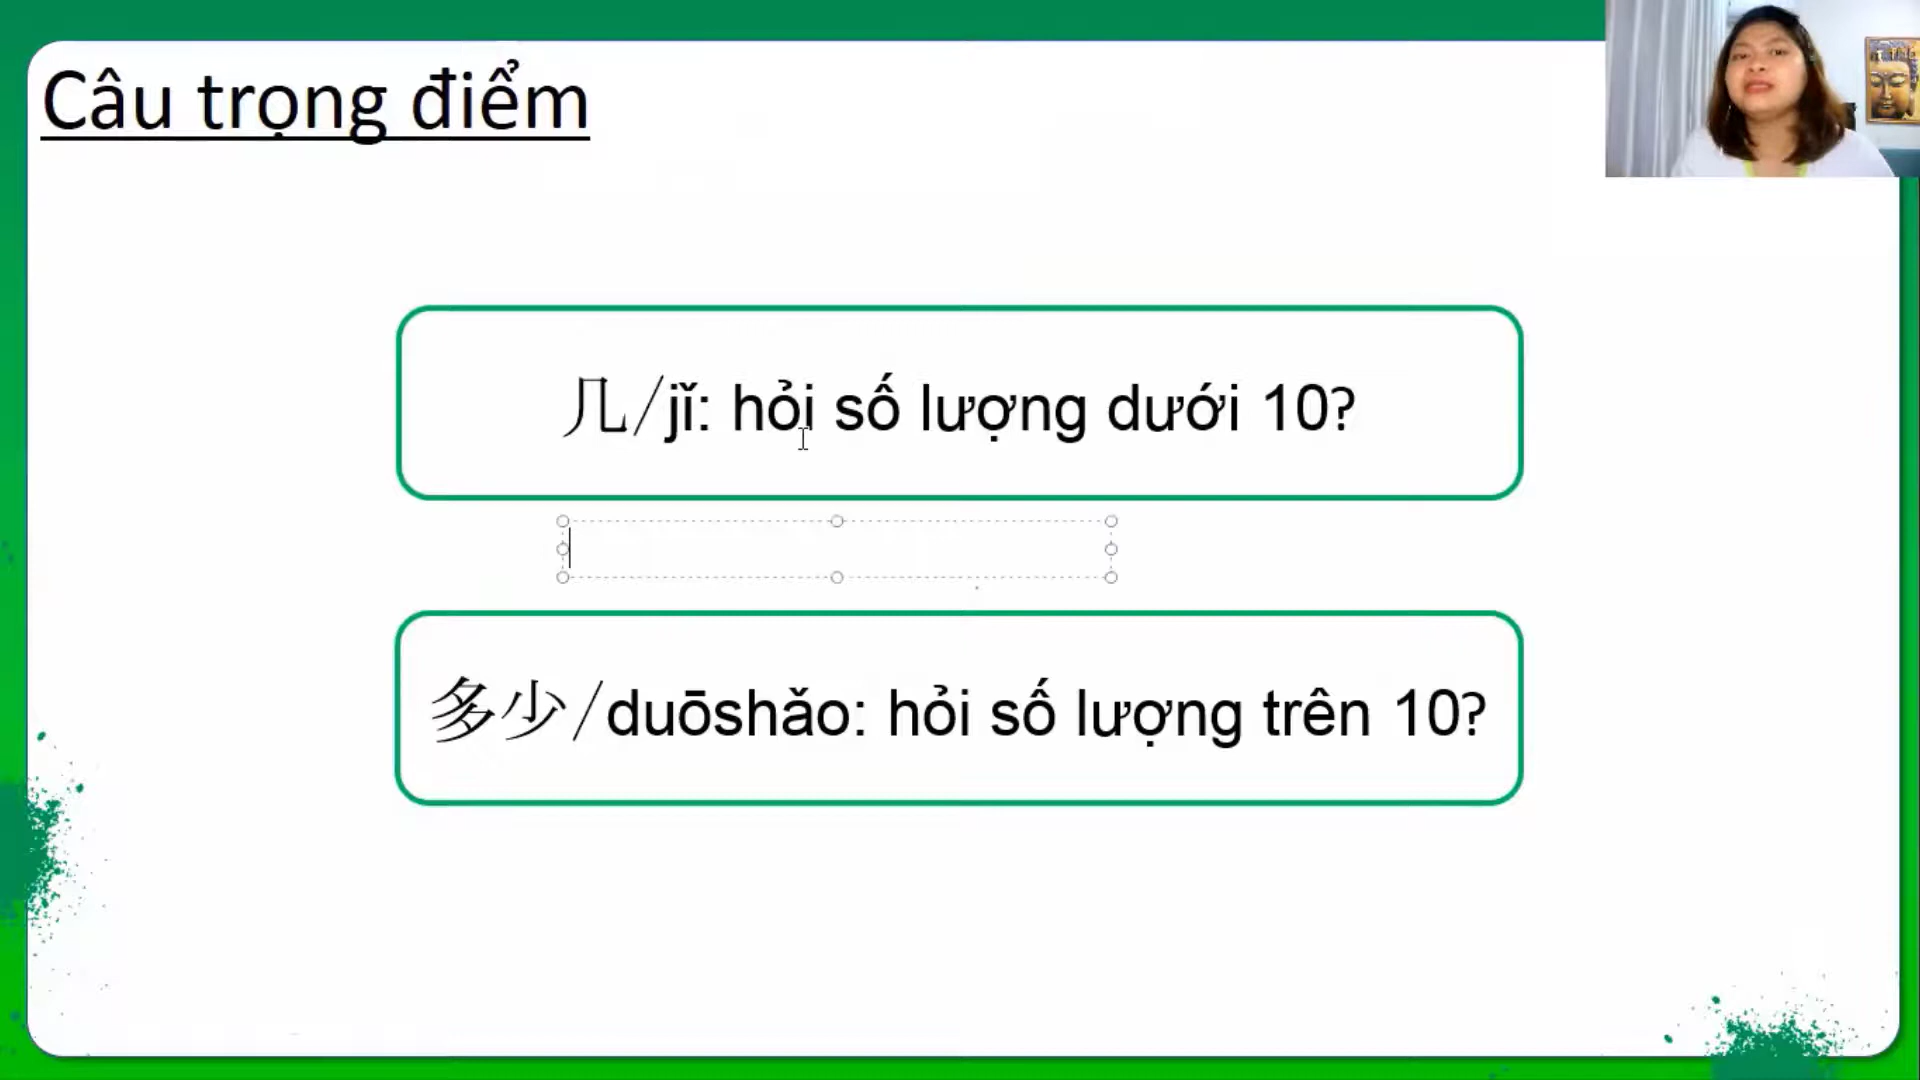 Câu trọng điểm
几/jǐ: hỏi số lượng dưới 10?
多少/duōshǎo: hỏi số lượng trên 10?